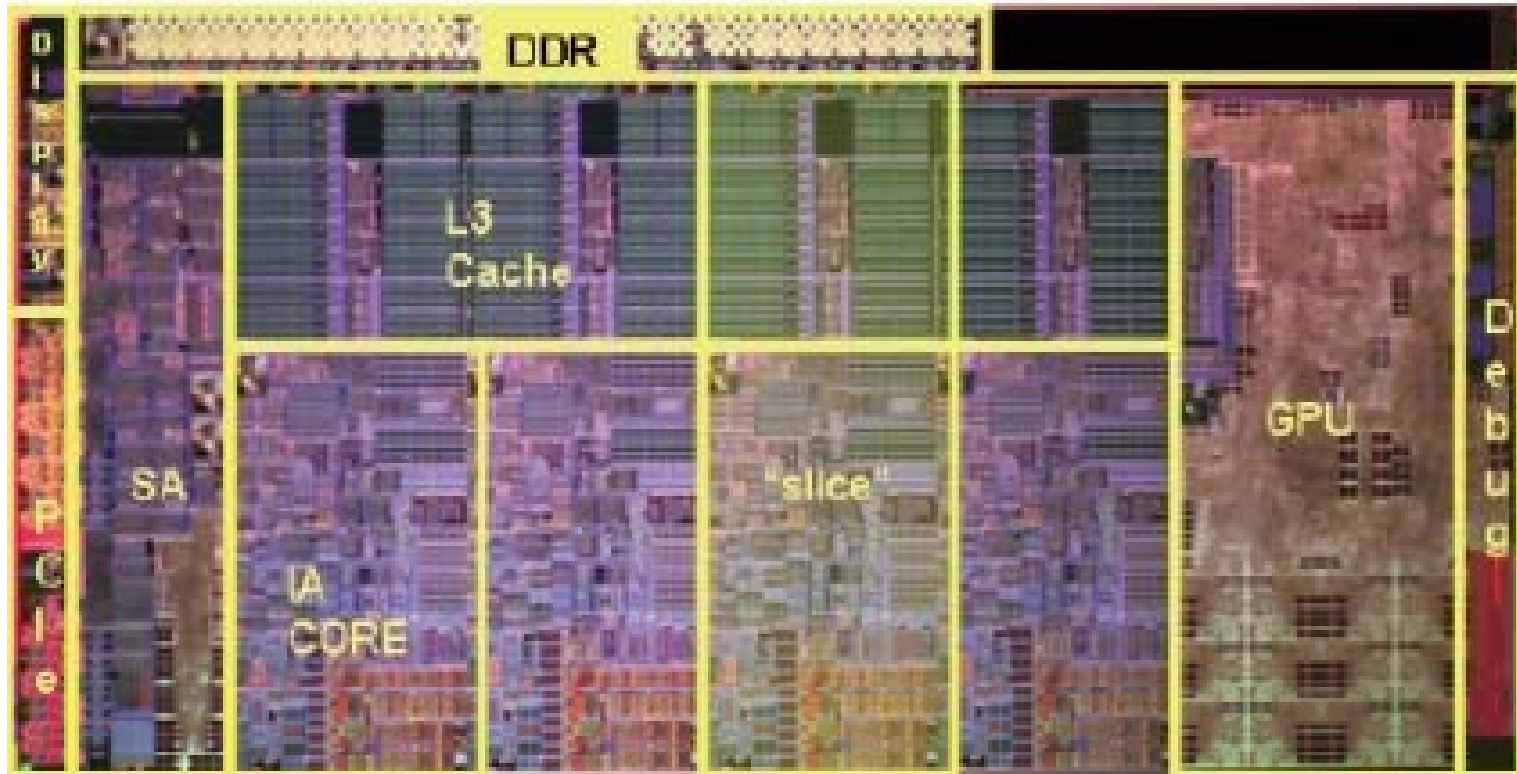 DDR
Display
L3
Cache
SA
"slice"
GPU
Debug
IA
CORE
PCIe